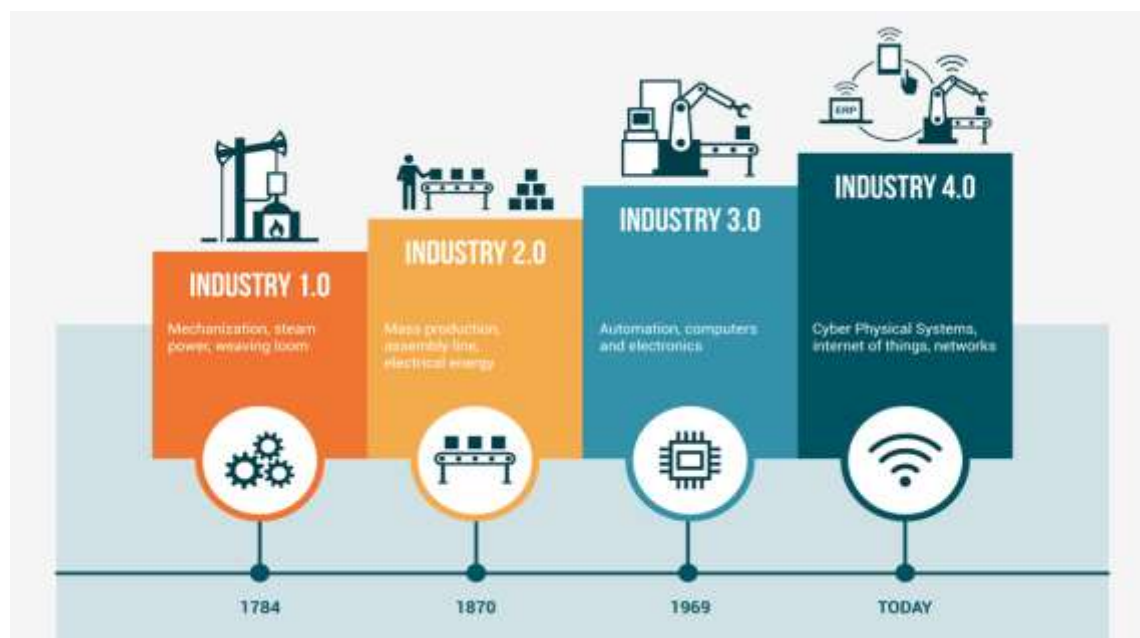 ERP
INDUSTRY 1.0
Mechanization, steam
power, weaving loom
INDUSTRY 2.0
Mass production,
assembly line,
electrical energy
INDUSTRY 3.0
Automation, computers
and electronics
INDUSTRY 4.0
Cyber Physical Systems,
internet of things, networks
1784
1870
1969
TODAY